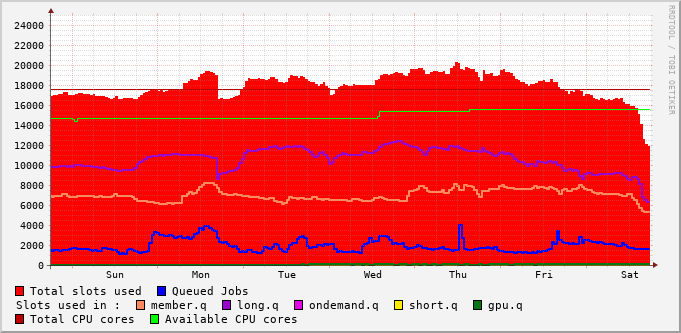 24000
22000
20000
18000
16000
14000
12000
10000
8000
6000
4000
2000
0
Sun Mon Tue Wed Thu Fri Sat
RRDTOOL / TOBI OETIKER
Total slots used Queued Jobs
Slots used in : member.q long.q ondemand.q short.q gpu.q
Total CPU cores Available CPU cores